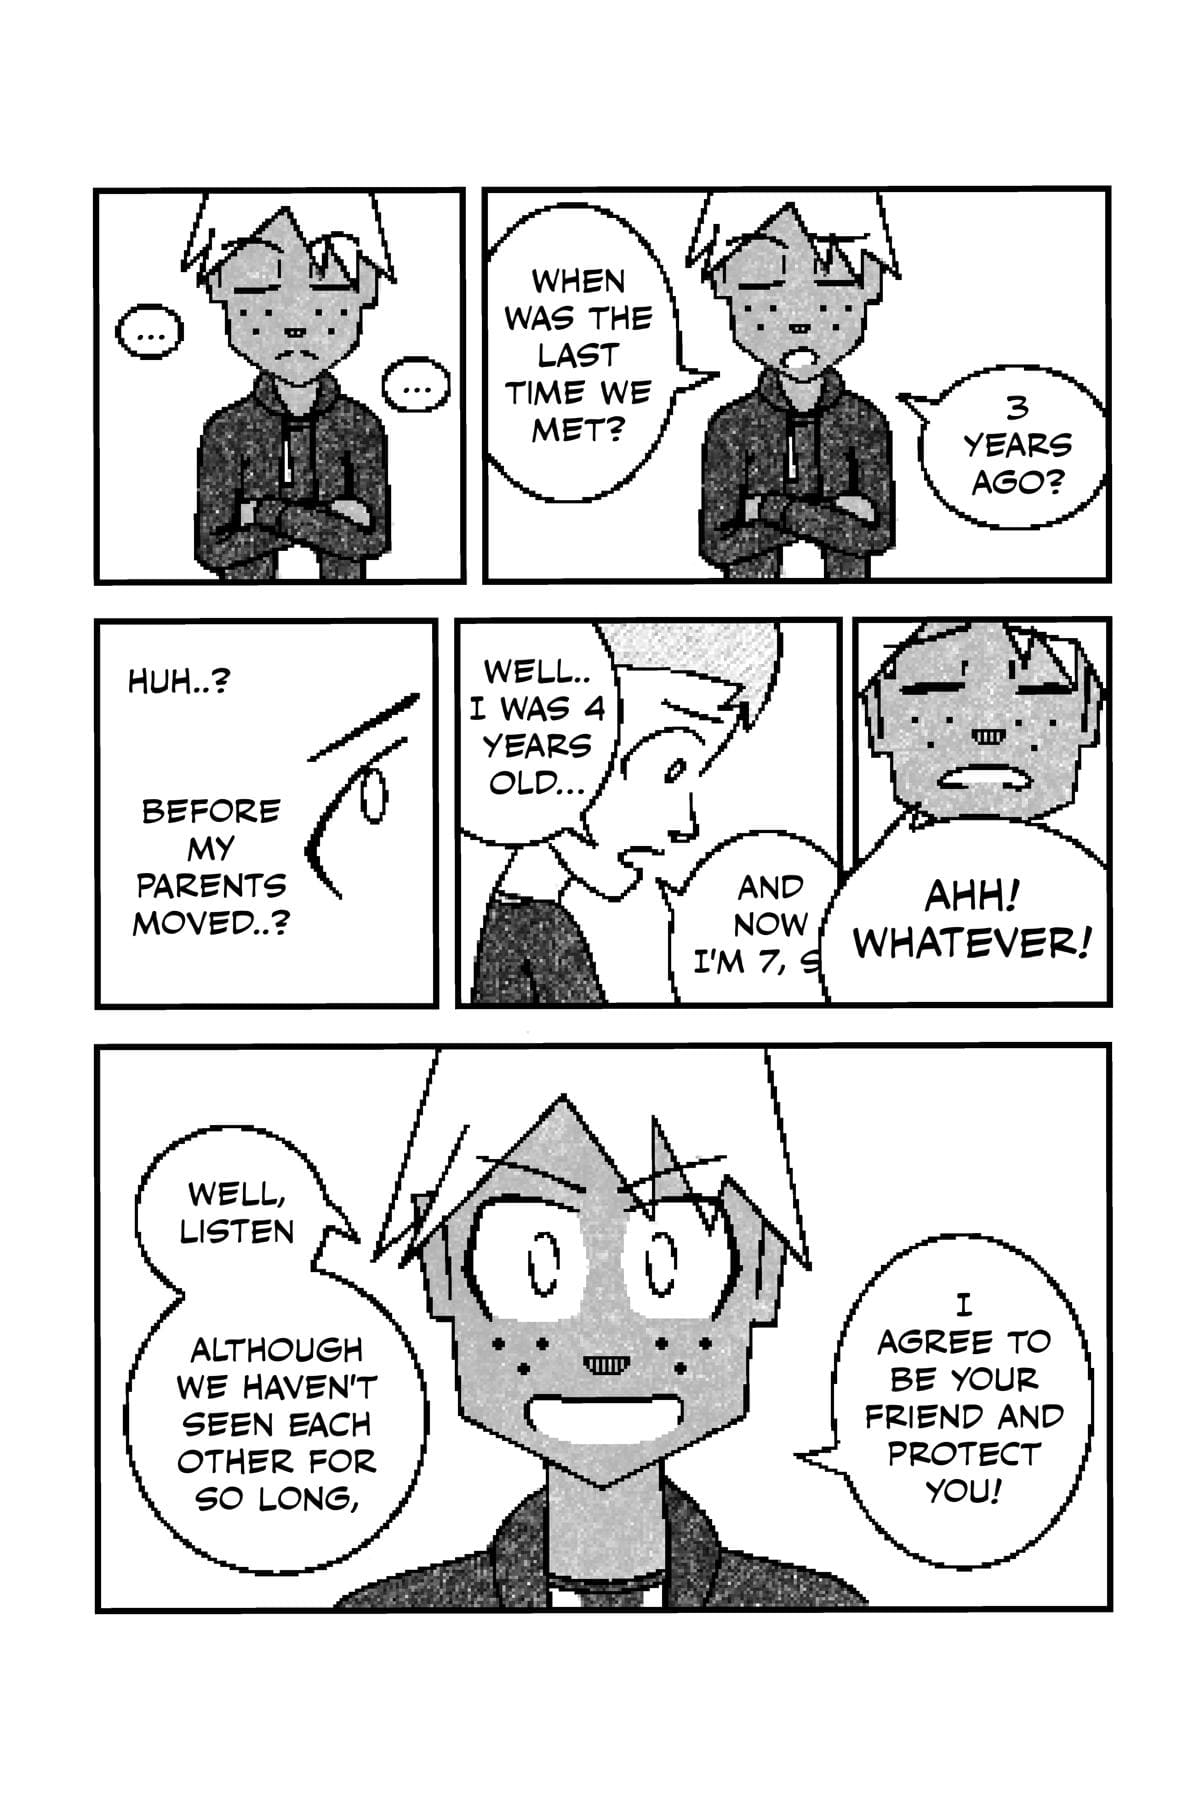 ...
...
WHEN
WAS THE
LAST
TIME WE
MET?
3
YEARS
AGO?
HUH..?
BEFORE
MY
PARENTS
MOVED..?
WELL..
I WAS 4
YEARS
OLD...
AND
NOW
I'M 7, S
AHH!
WHATEVER!
WELL,
LISTEN
ALTHOUGH
WE HAVEN'T
SEEN EACH
OTHER FOR
SO LONG,
I
AGREE TO
BE YOUR
FRIEND AND
PROTECT
YOU!